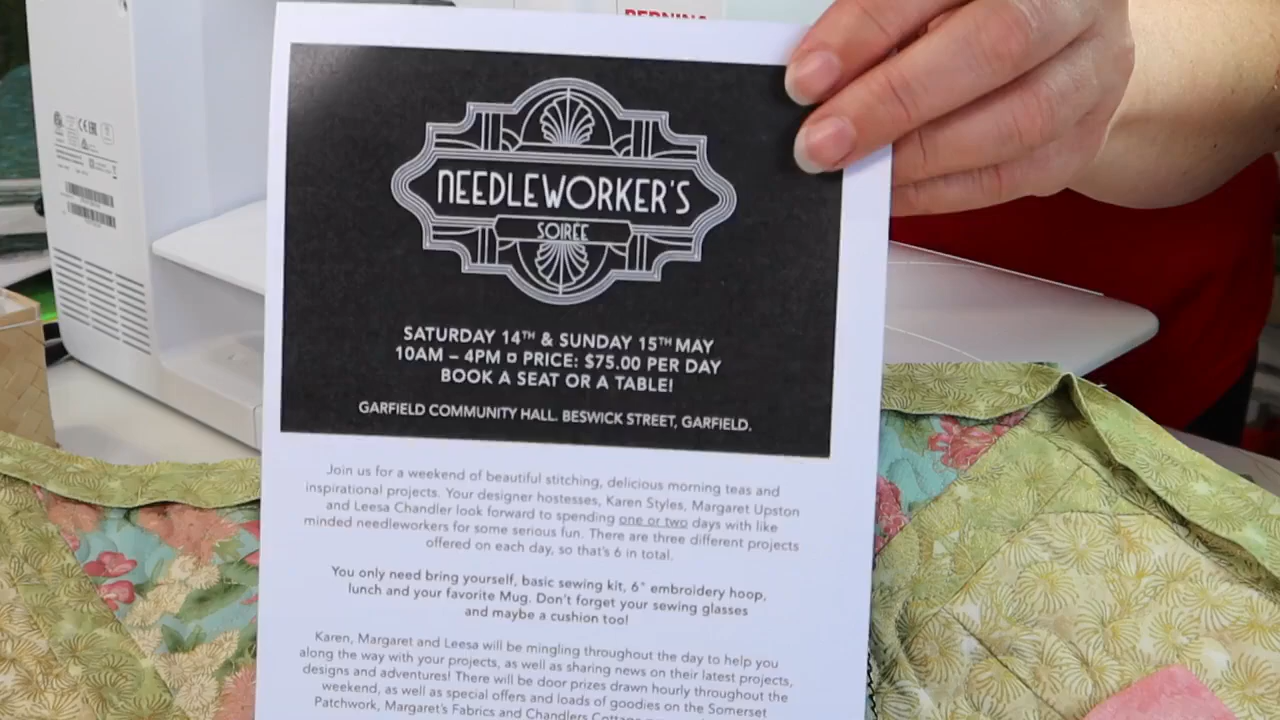 BERNINA
NEEDLEWORKER'S
SOIRÉE
SATURDAY 14TH & SUNDAY 15TH MAY
10AM – 4PM ¤ PRICE: $75.00 PER DAY
BOOK A SEAT OR A TABLE!
GARFIELD COMMUNITY HALL. BESWICK STREET, GARFIELD.
Join us for a weekend of beautiful stitching, delicious morning teas and
inspirational projects. Your designer hostesses, Karen Styles, Margaret Upston
and Leesa Chandler look forward to spending one or two days with like
minded needleworkers for some serious fun. There are three different projects
offered on each day, so that's 6 in total.
You only need bring yourself, basic sewing kit, 6" embroidery hoop,
lunch and your favorite Mug. Don't forget your sewing glasses
and maybe a cushion too!
Karen, Margaret and Leesa will be mingling throughout the day to help you
along the way with your projects, as well as sharing news on their latest projects,
designs and adventures! There will be door prizes drawn hourly throughout the
weekend, as well as special offers and loads of goodies on the Somerset
Patchwork, Margaret's Fabrics and Chandlers Cottage